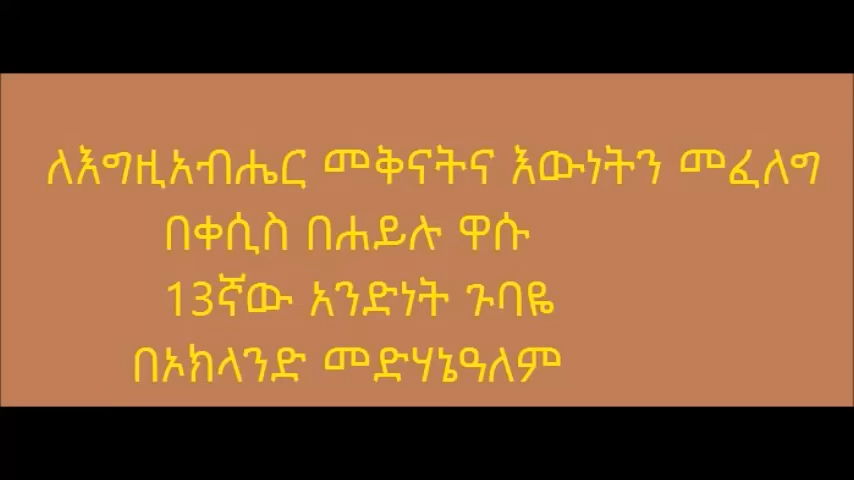 ለእግዚአብሔር መቅናትና እውነትን መፈለግ
በቀሲስ በሐይሉ ዋሱ
13ኛው አንድነት ጉባዬ
በኦክላንድ መድሃኔዓለም